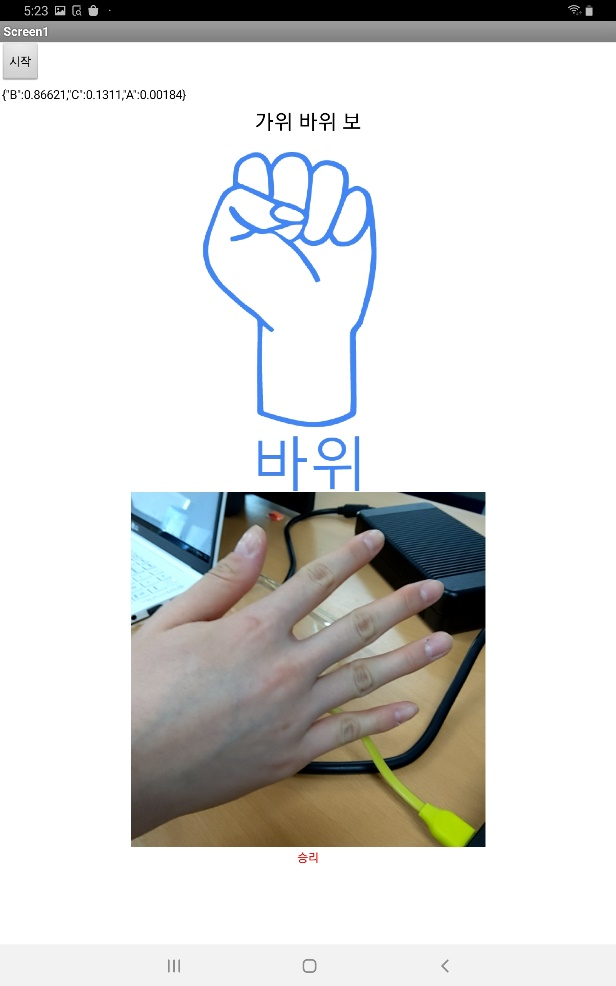 5:23
Screen1
시작
{"B":0.86621,"C":0.1311,"A":0.00184}
가위 바위 보
바위
승리